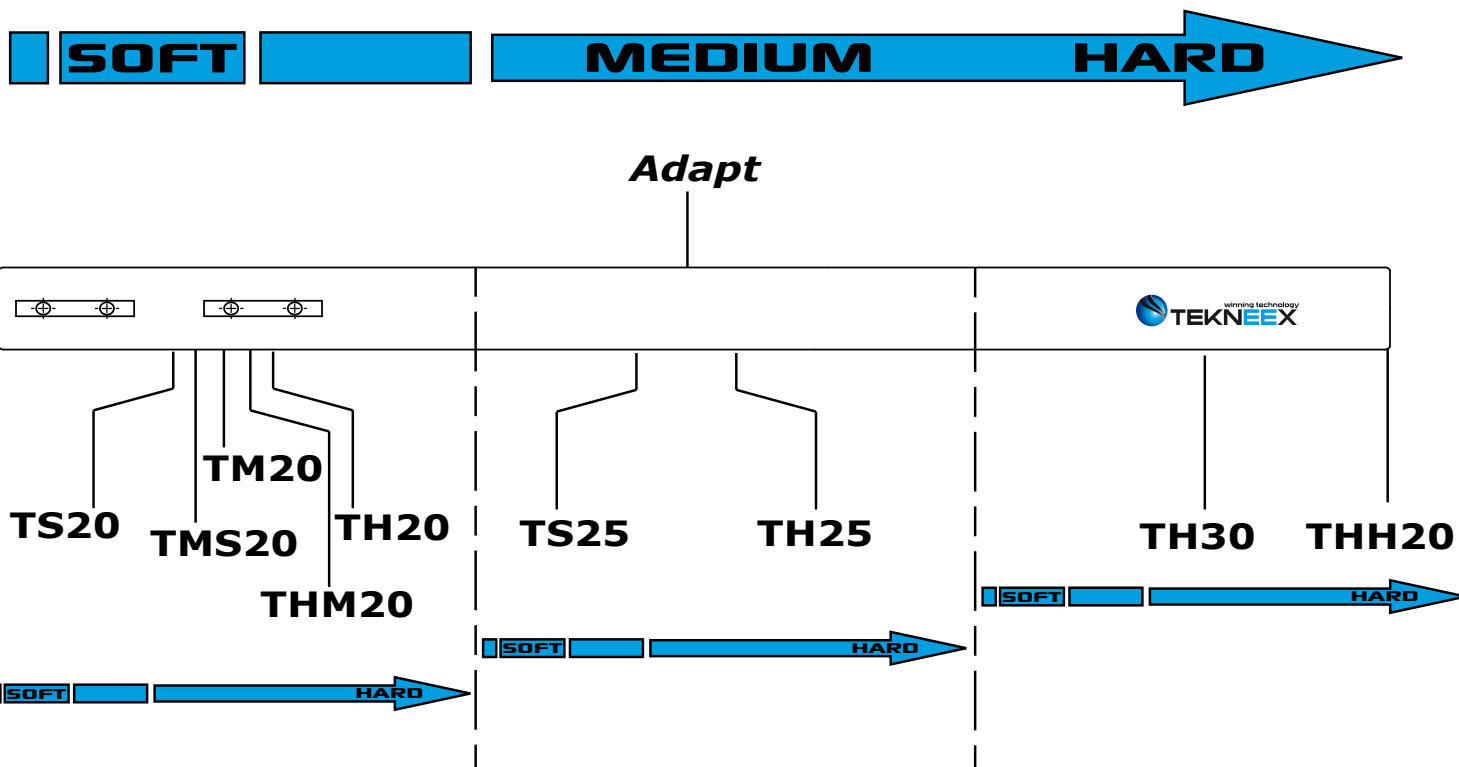 SOFT MEDIUM HARD
Adapt
winning technology
TEKNEEX
TM20
TS20
TH20
TMS20
THM20
TS25
TH25
TH30
THH20
SOFT HARD
SOFT HARD
SOFT HARD